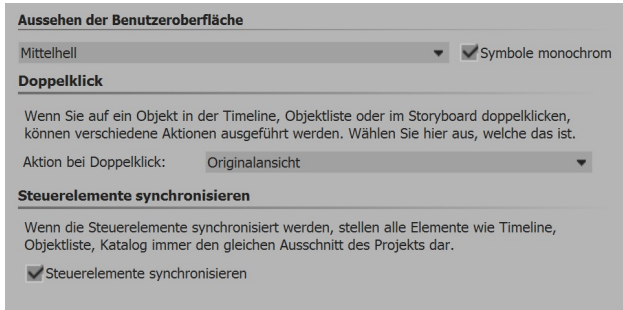 Aussehen der Benutzeroberfläche
Mittelhell Symbole monochrom
Doppelklick
Wenn Sie auf ein Objekt in der Timeline, Objektliste oder im Storyboard doppelklicken,
können verschiedene Aktionen ausgeführt werden. Wählen Sie hier aus, welche das ist.
Aktion bei Doppelklick: Originalansicht
Steuerelemente synchronisieren
Wenn die Steuerelemente synchronisiert werden, stellen alle Elemente wie Timeline,
Objektliste, Katalog immer den gleichen Ausschnitt des Projekts dar.
Steuerelemente synchronisieren